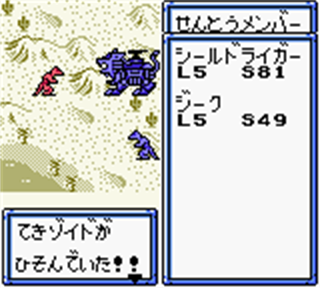 せんとうメンバー
シールドライガー
L5 S81
ジーク
L5 S49
てきゾイドが
ひそんでいた!!